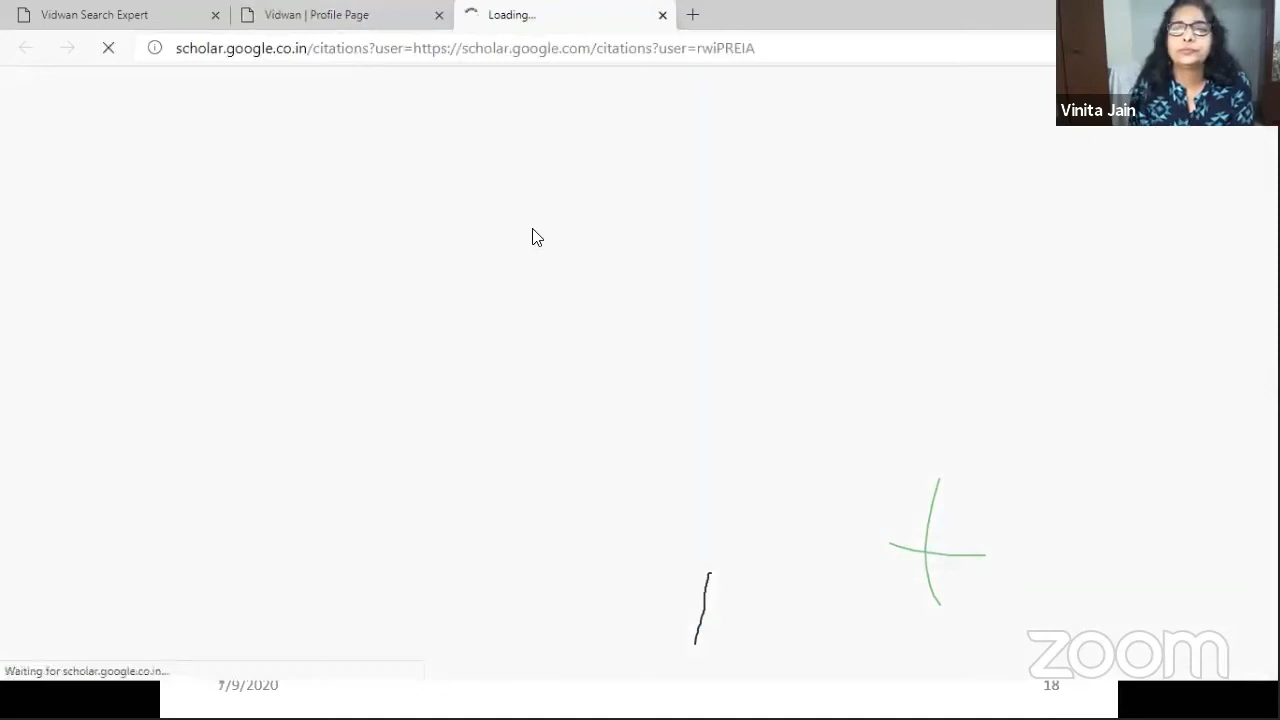 Vidwan Search Expert
Vidwan | Profile Page
Loading...
scholar.google.co.in/citations?user=https://scholar.google.com/citations?user=rwiPREIA
Vinita Jain
zoom
Waiting for scholar.google.co.in...
7/9/2020
18